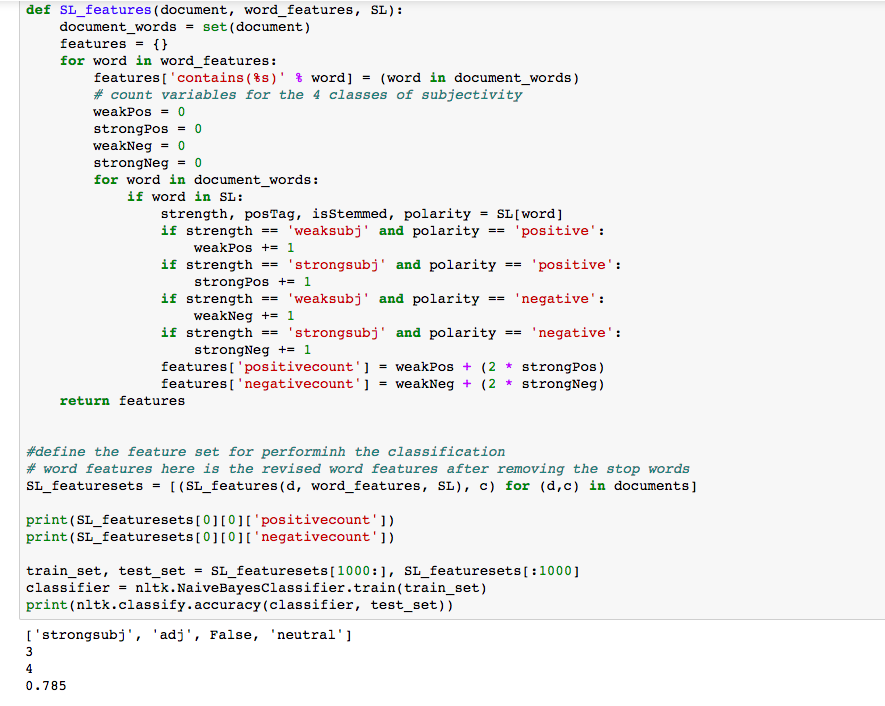 def SL_features(document, word_features, SL):
    document_words = set(document)
    features = {}
    for word in word_features:
        features['contains(%s)' % word] = (word in document_words)
        # count variables for the 4 classes of subjectivity
        weakPos = 0
        strongPos = 0
        weakNeg = 0
        strongNeg = 0
        for word in document_words:
            if word in SL:
                strength, posTag, isStemmed, polarity = SL[word]
                if strength == 'weaksubj' and polarity == 'positive':
                    weakPos += 1
                if strength == 'strongsubj' and polarity == 'positive':
                    strongPos += 1
                if strength == 'weaksubj' and polarity == 'negative':
                    weakNeg += 1
                if strength == 'strongsubj' and polarity == 'negative':
                    strongNeg += 1
                features['positivecount'] = weakPos + (2 * strongPos)
                features['negativecount'] = weakNeg + (2 * strongNeg)
    return features
#define the feature set for performinh the classification
# word features here is the revised word features after removing the stop words
SL_featuresets = [(SL_features(d, word_features, SL), c) for (d,c) in documents]
print(SL_featuresets[0][0]['positivecount'])
print(SL_featuresets[0][0]['negativecount'])
train_set, test_set = SL_featuresets[1000:], SL_featuresets[:1000]
classifier = nltk.NaiveBayesClassifier.train(train_set)
print(nltk.classify.accuracy(classifier, test_set))
['strongsubj', 'adj', False, 'neutral']
3
4
0.785